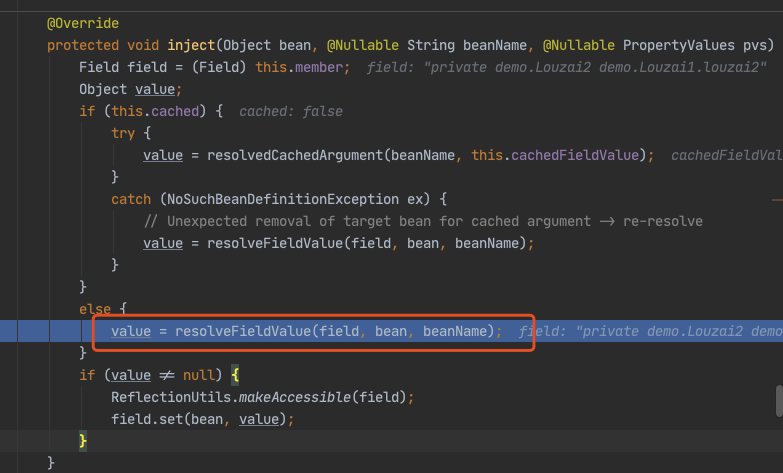 @Override
protected void inject(Object bean, @Nullable String beanName, @Nullable PropertyValues pvs)
Field field = (Field) this.member; field: "private demo.Louzai2 demo.Louzai1.louzai2"
Object value;
if (this.cached) { cached: false
try {
value = resolvedCachedArgument(beanName, this.cachedFieldValue); cachedFieldVal
}
catch (NoSuchBeanDefinitionException ex) {
// Unexpected removal of target bean for cached argument -> re-resolve
value = resolveFieldValue(field, bean, beanName);
}
}
else {
value = resolveFieldValue(field, bean, beanName); field: "private demo.Louzai2 demo
}
if (value ≠ null) {
ReflectionUtils.makeAccessible(field);
field.set(bean, value);
}
}